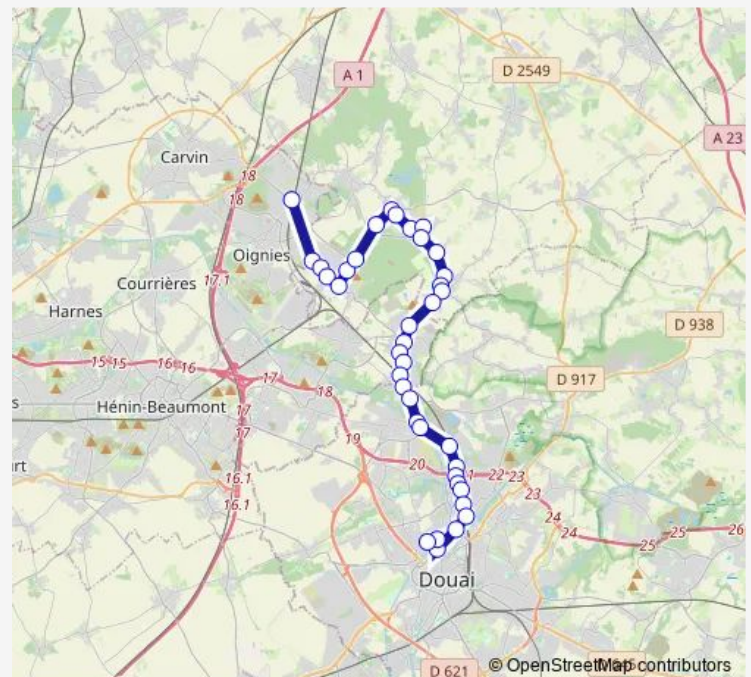 A 1
D 2549
A 23
Carvin
18
18
Oignies
Courrières
17.1
Harnes
D 938
15 15
16 16
17
18
D 917
Hénin-Beaumont
17
17
19
20
1
22 23
16.1
23
16.1
24
24
25
25
26
Douai
D 621
© OpenStreetMap contributors